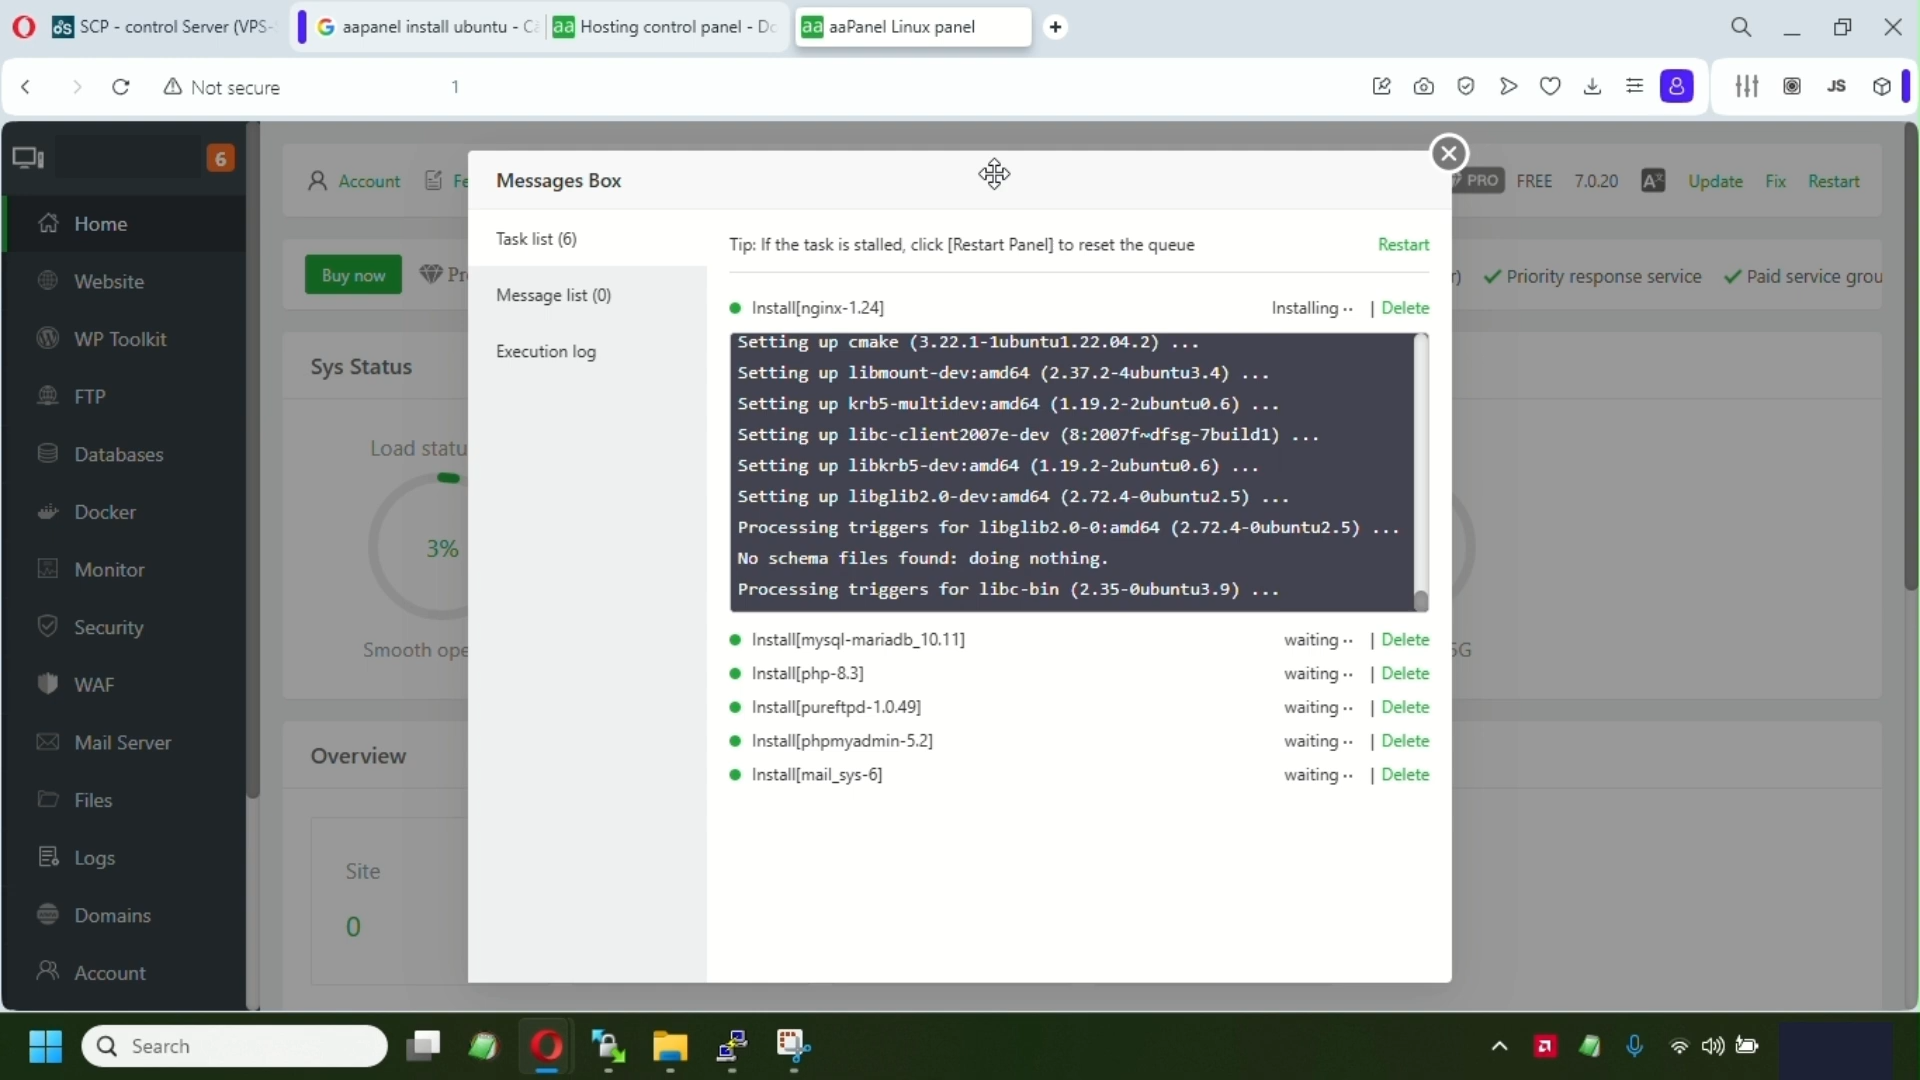 SCP - control Server (VPS-
aapanel install ubuntu - C
aa Hosting control panel - D
aa aaPanel Linux panel
Not secure
1
JS
6
Home
Website
WP Toolkit
FTP
Databases
Docker
Monitor
Security
WAF
Mail Server
Files
Logs
Domains
Account
Account
Fe
PRO FREE 7.0.20 Update Fix Restart
Buy now
Pr
r) Priority response service Paid service grou
Sys Status
Load statu
3%
Smooth ope
Overview
Site
0
Messages Box
Task list (6)
Message list (0)
Execution log
Tip: If the task is stalled, click [Restart Panel] to reset the queue
Restart
Install[nginx-1.24] Installing ·· | Delete
Setting up cmake (3.22.1-1ubuntu1.22.04.2) ...
Setting up libmount-dev:amd64 (2.37.2-4ubuntu3.4) ...
Setting up krb5-multidev:amd64 (1.19.2-2ubuntu0.6) ...
Setting up libc-client2007e-dev (8:2007f~dfsg-7build1) ...
Setting up libkrb5-dev:amd64 (1.19.2-2ubuntu0.6) ...
Setting up libglib2.0-dev:amd64 (2.72.4-0ubuntu2.5) ...
Processing triggers for libglib2.0-0:amd64 (2.72.4-0ubuntu2.5) ...
No schema files found: doing nothing.
Processing triggers for libc-bin (2.35-0ubuntu3.9) ...
Install[mysql-mariadb_10.11] waiting ·· | Delete
Install[php-8.3] waiting ·· | Delete
Install[pureftpd-1.0.49] waiting ·· | Delete
Install[phpmyadmin-5.2] waiting ·· | Delete
Install[mail_sys-6] waiting ·· | Delete
Search